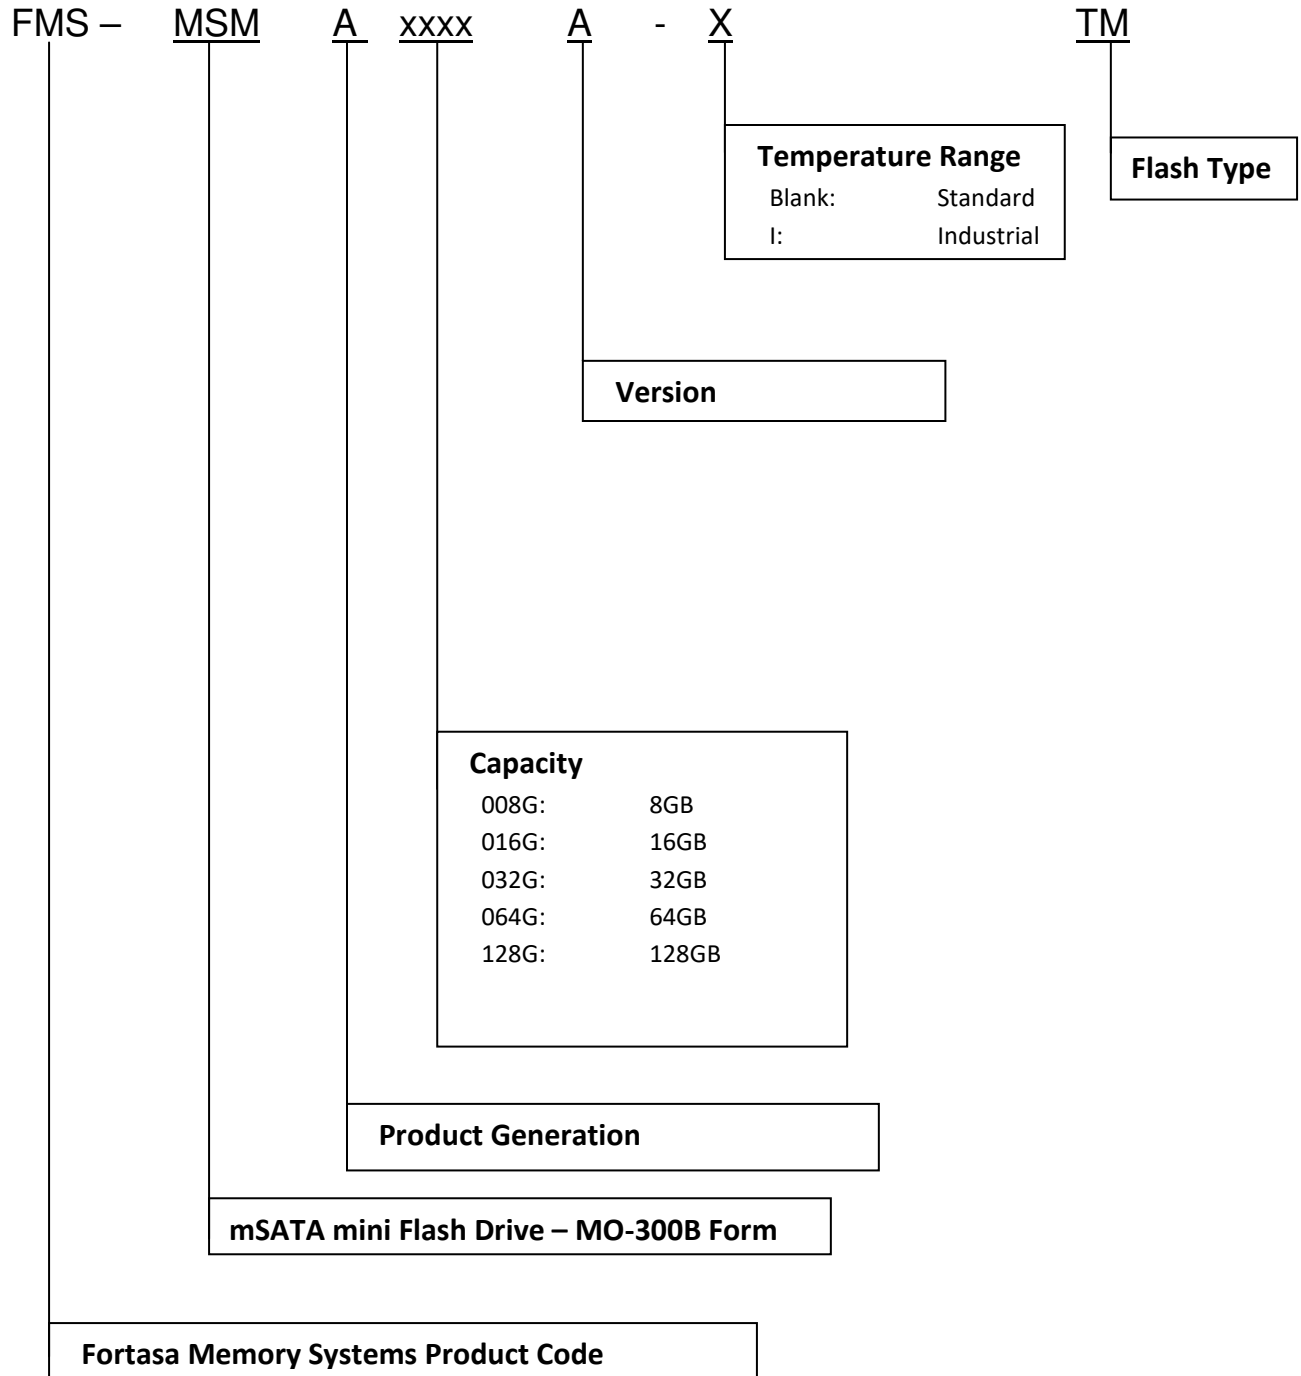 FMS – MSM A xxxx A - X TM
Temperature Range
Blank: Standard
I: Industrial
Flash Type
Version
Capacity
008G: 8GB
016G: 16GB
032G: 32GB
064G: 64GB
128G: 128GB
Product Generation
mSATA mini Flash Drive – MO-300B Form
Fortasa Memory Systems Product Code